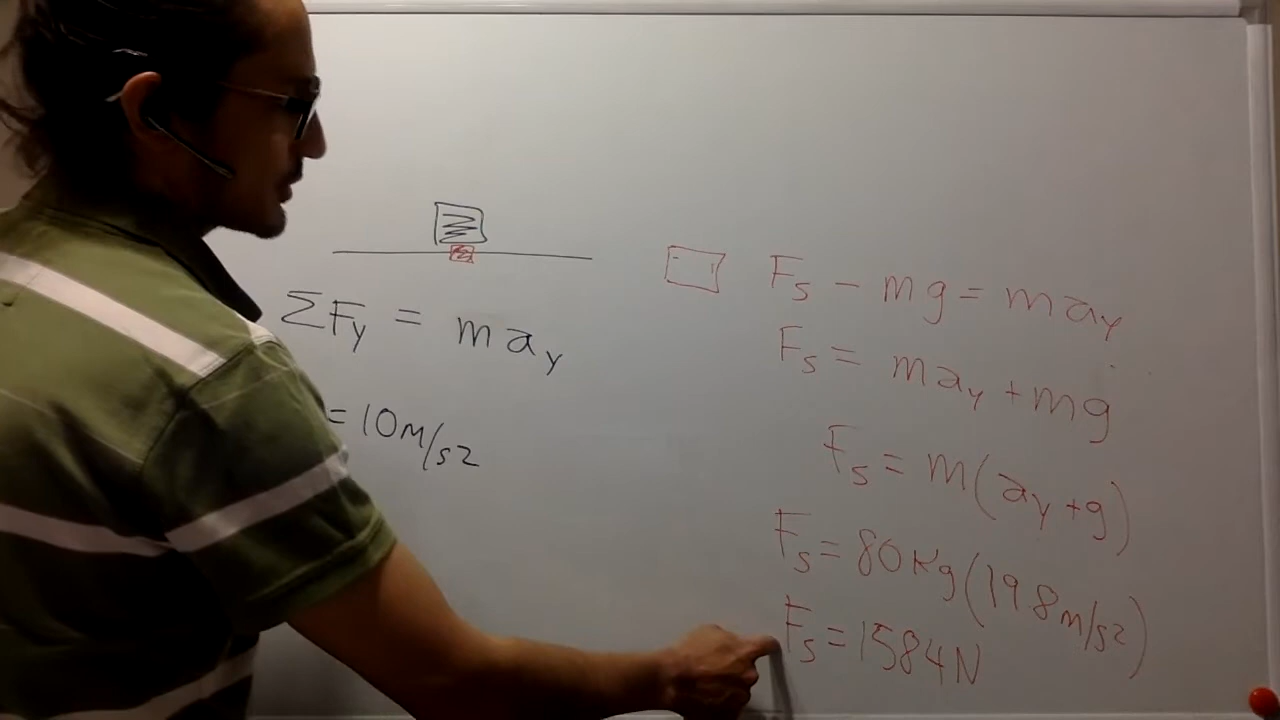 ΣFy = may
= 10m/s2
Fs - mg = may
Fs = may + mg
Fs = m(ay + g)
Fs = 80Kg(19.8m/s2)
Fs = 1584N